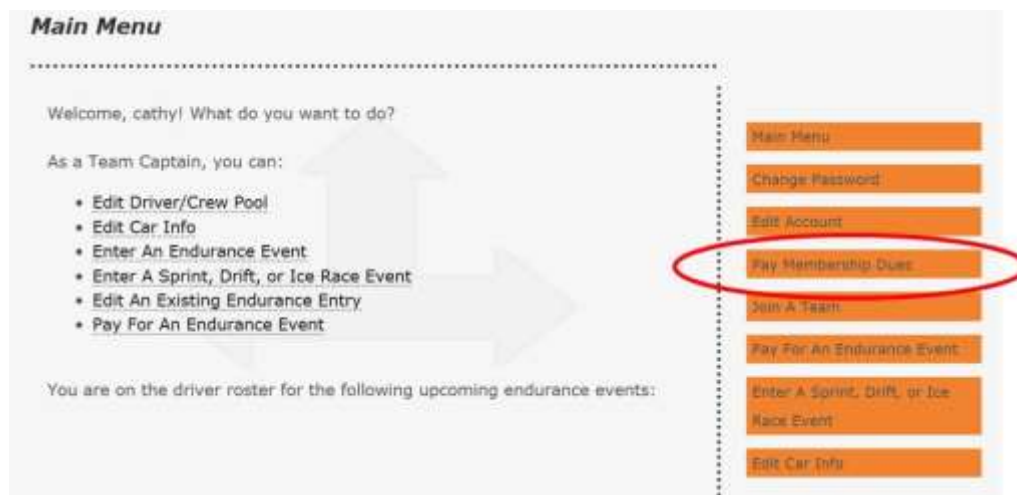 Main Menu
Welcome, cathy! What do you want to do?
As a Team Captain, you can:
• Edit Driver/Crew Pool
• Edit Car Info
• Enter An Endurance Event
• Enter A Sprint, Drift, or Ice Race Event
• Edit An Existing Endurance Entry
• Pay For An Endurance Event
You are on the driver roster for the following upcoming endurance events:
Main Menu
Change Password
Edit Account
Pay Membership Dues
Join A Team
Pay For An Endurance Event
Enter A Sprint, Drift, or Ice
Race Event
Edit Car Info